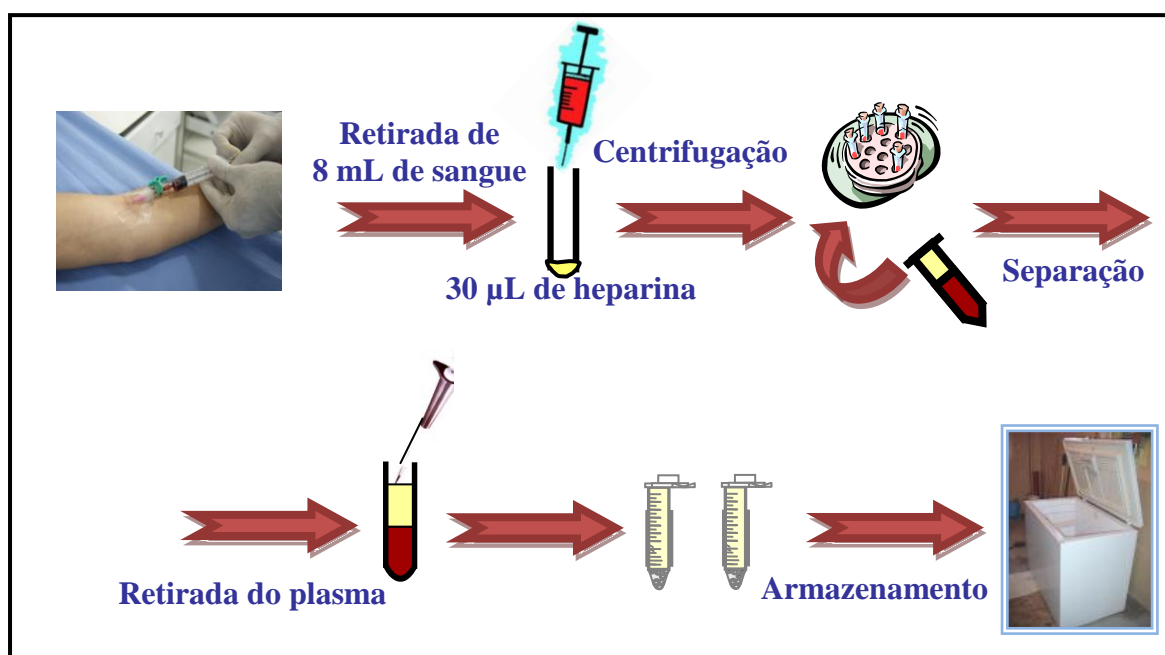 Retirada de
8 mL de sangue
Centrifugação
30 µL de heparina
Separação
Retirada do plasma
Armazenamento